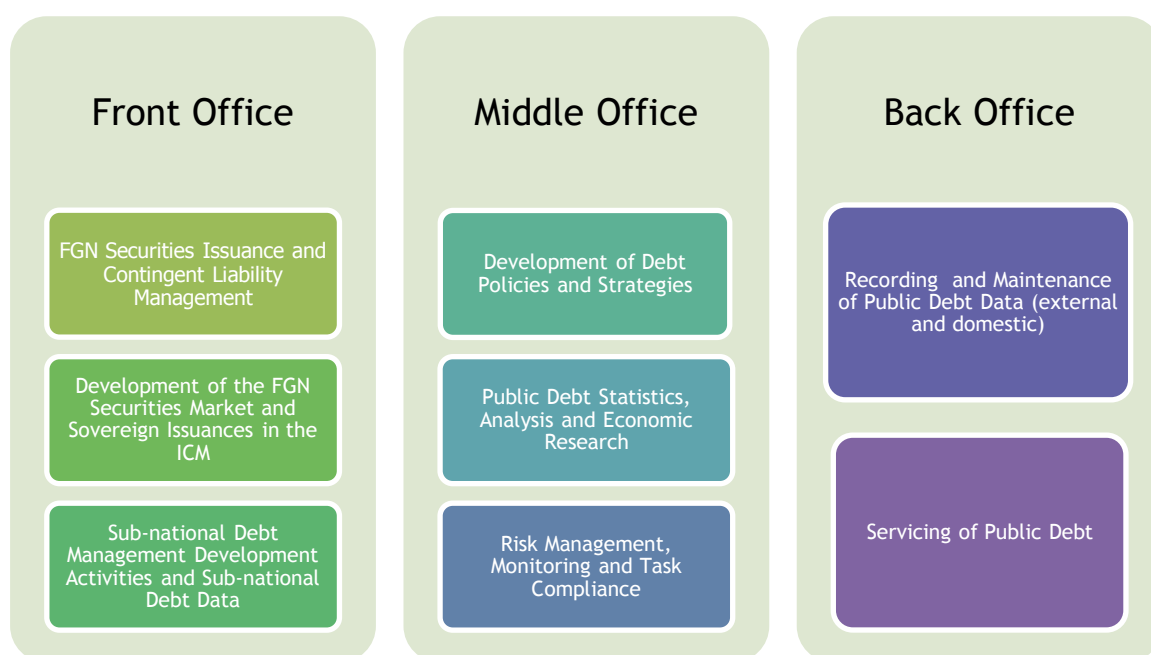 Front Office
FGN Securities Issuance and
Contingent Liability
Management
Development of the FGN
Securities Market and
Sovereign Issuances in the
ICM
Sub-national Debt
Management Development
Activities and Sub-national
Debt Data
Middle Office
Development of Debt
Policies and Strategies
Public Debt Statistics,
Analysis and Economic
Research
Risk Management,
Monitoring and Task
Compliance
Back Office
Recording and Maintenance
of Public Debt Data (external
and domestic)
Servicing of Public Debt